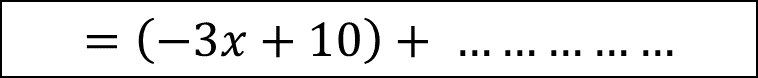 = (−3x + 10) + … … … … …